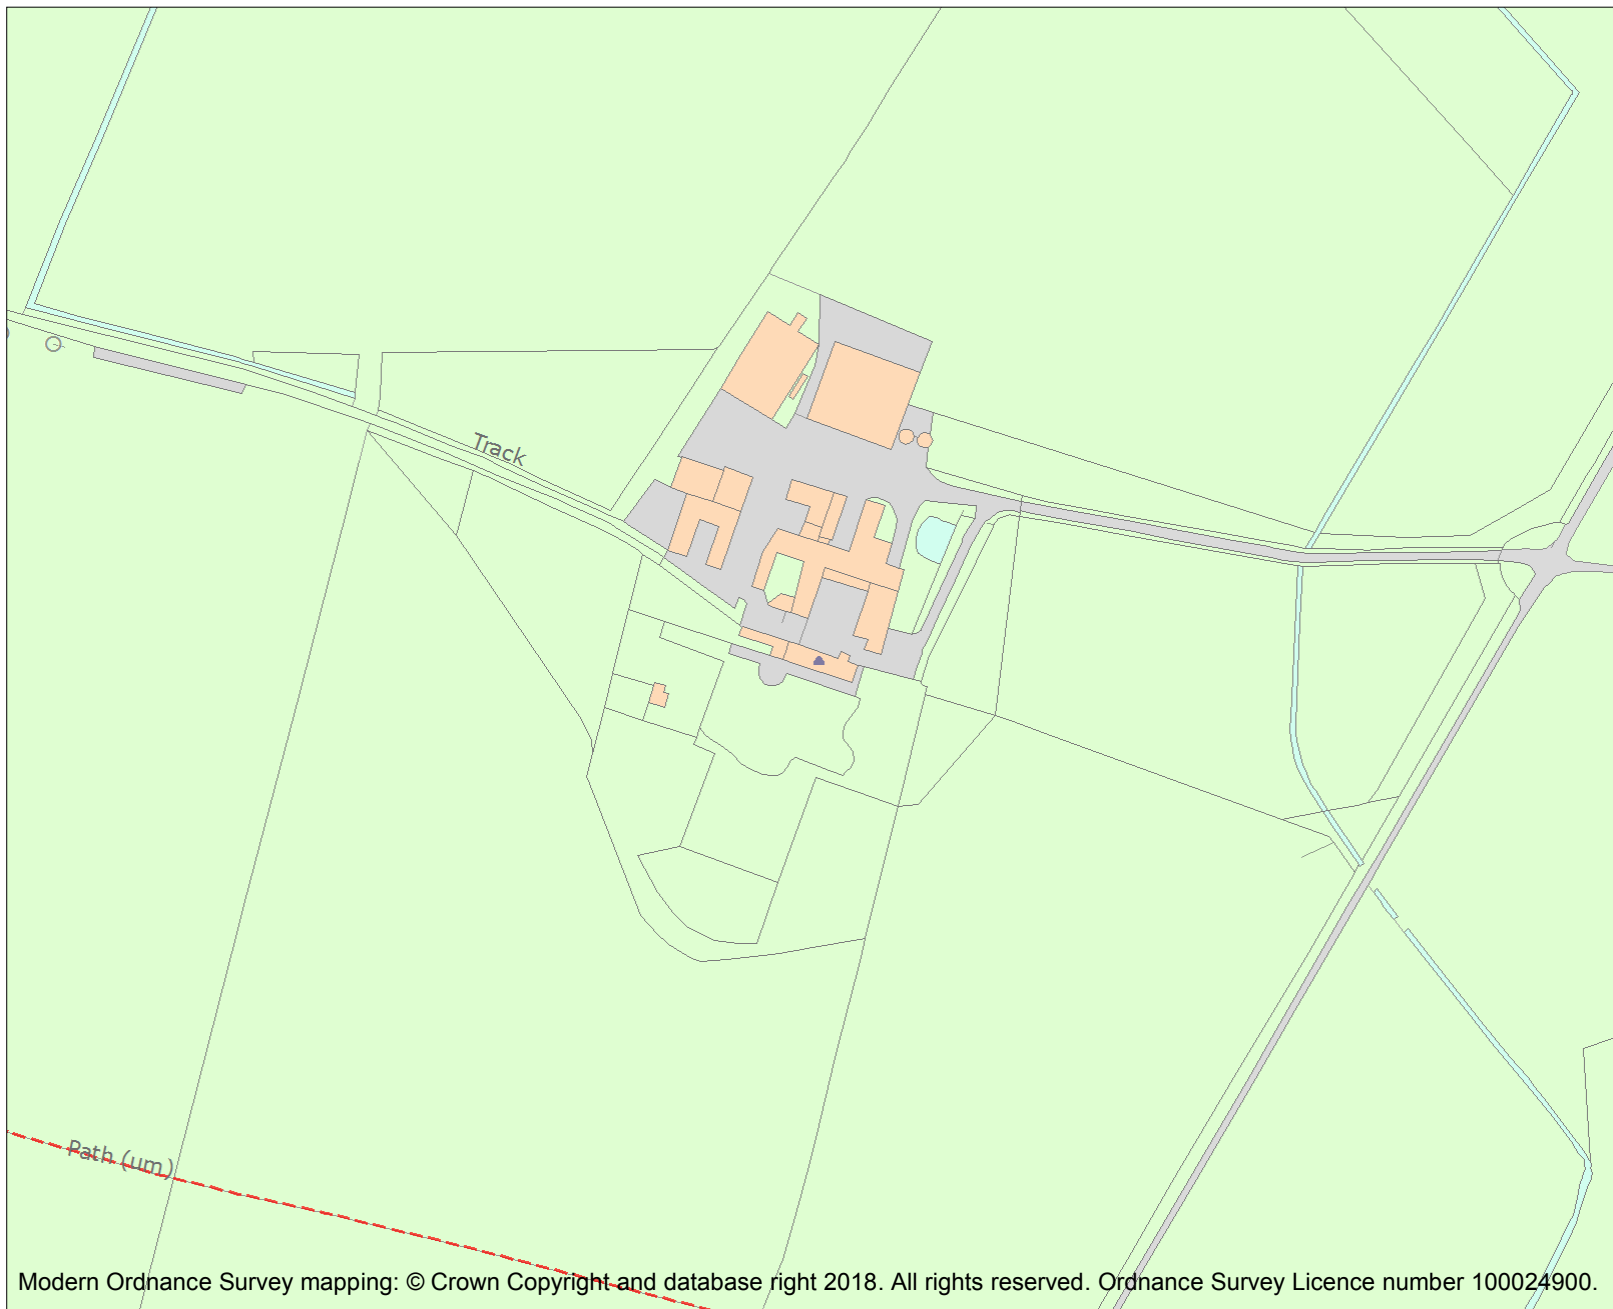 Track
Path (um)
Modern Ordnance Survey mapping: © Crown Copyright and database right 2018. All rights reserved. Ordnance Survey Licence number 100024900.